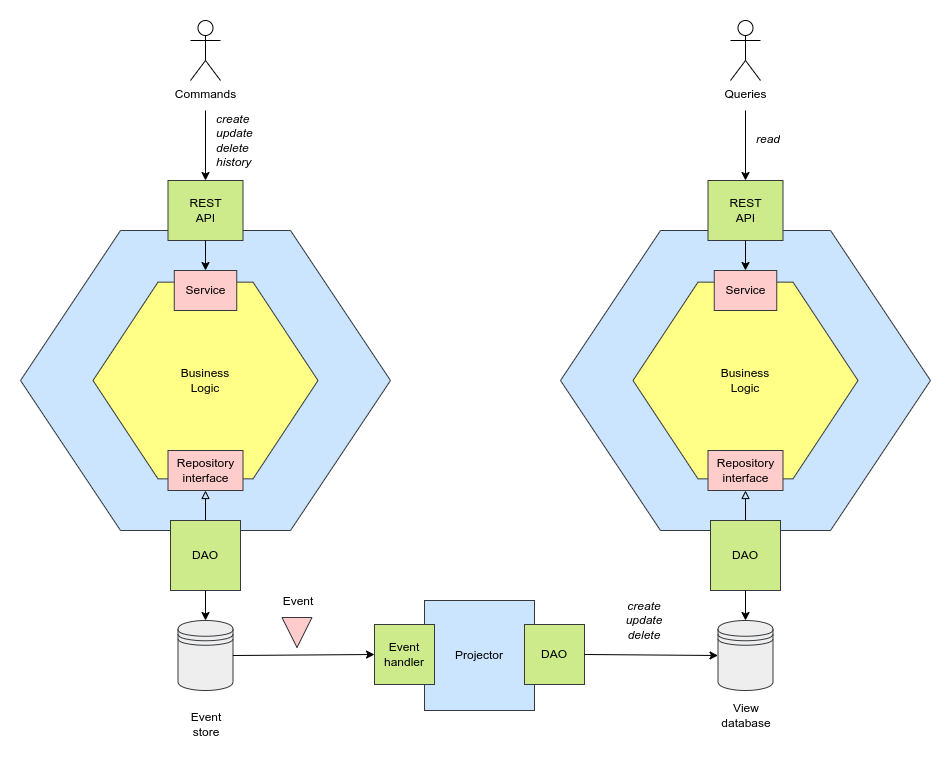 Commands
create
update
delete
history
REST
API
Service
Business
Logic
Repository
interface
DAO
Event
store
Event
Event
handler
Projector
DAO
create
update
delete
Queries
read
REST
API
Service
Business
Logic
Repository
interface
DAO
View
database